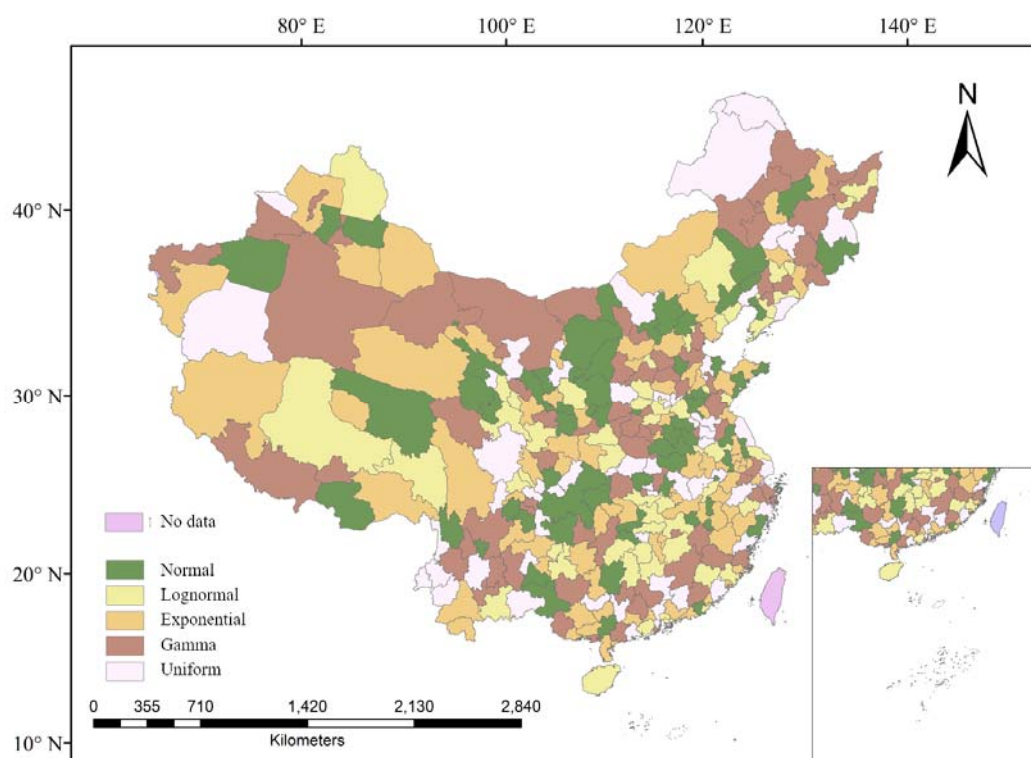 80° E 100° E 120° E 140° E
N
40° N
30° N
20° N
10° N
No data
Normal
Lognormal
Exponential
Gamma
Uniform
0 355 710 1,420 2,130 2,840
Kilometers